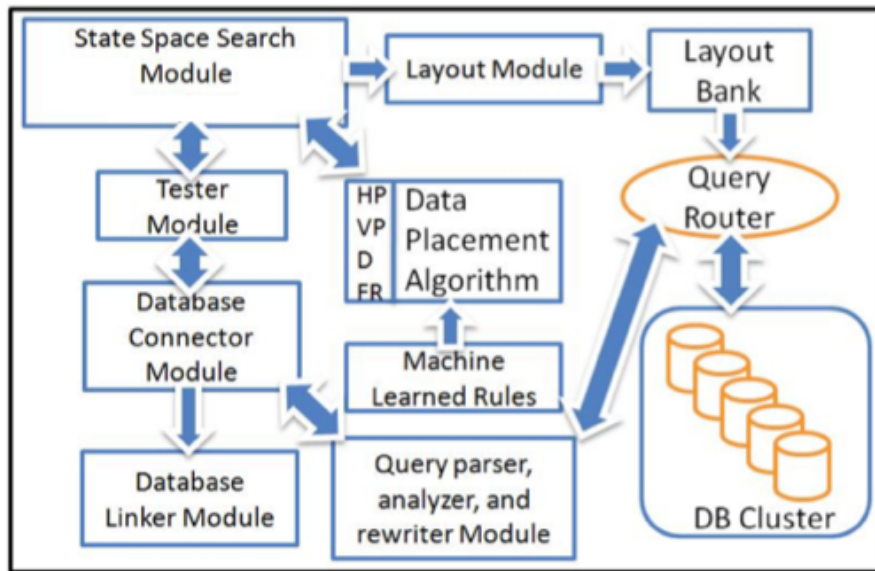 State Space Search
Module
Layout Module
Layout
Bank
Tester
Module
HP
VP
D
FR
Data
Placement
Algorithm
Query
Router
Database
Connector
Module
Machine
Learned Rules
Database
Linker Module
Query parser,
analyzer, and
rewriter Module
DB Cluster